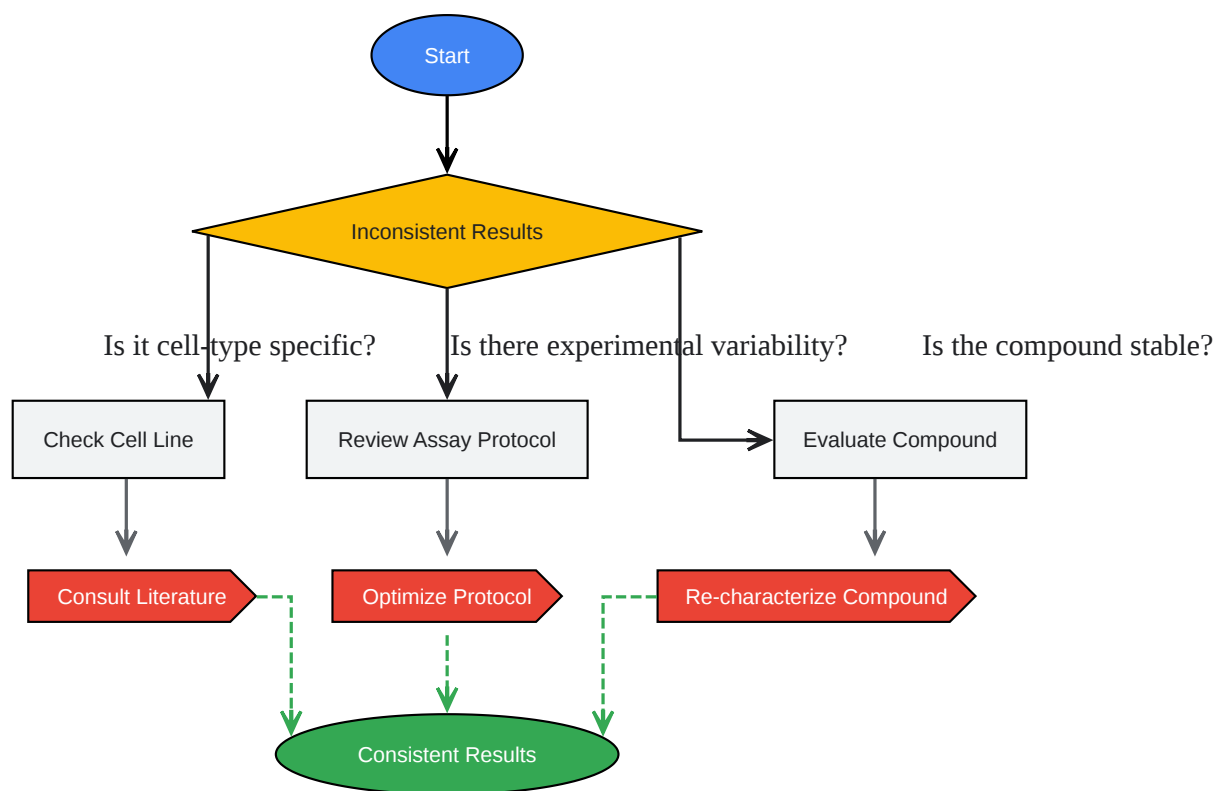 Start
Inconsistent Results
Is it cell-type specific?
Is there experimental variability?
Is the compound stable?
Check Cell Line
Review Assay Protocol
Evaluate Compound
Consult Literature
Optimize Protocol
Re-characterize Compound
Consistent Results